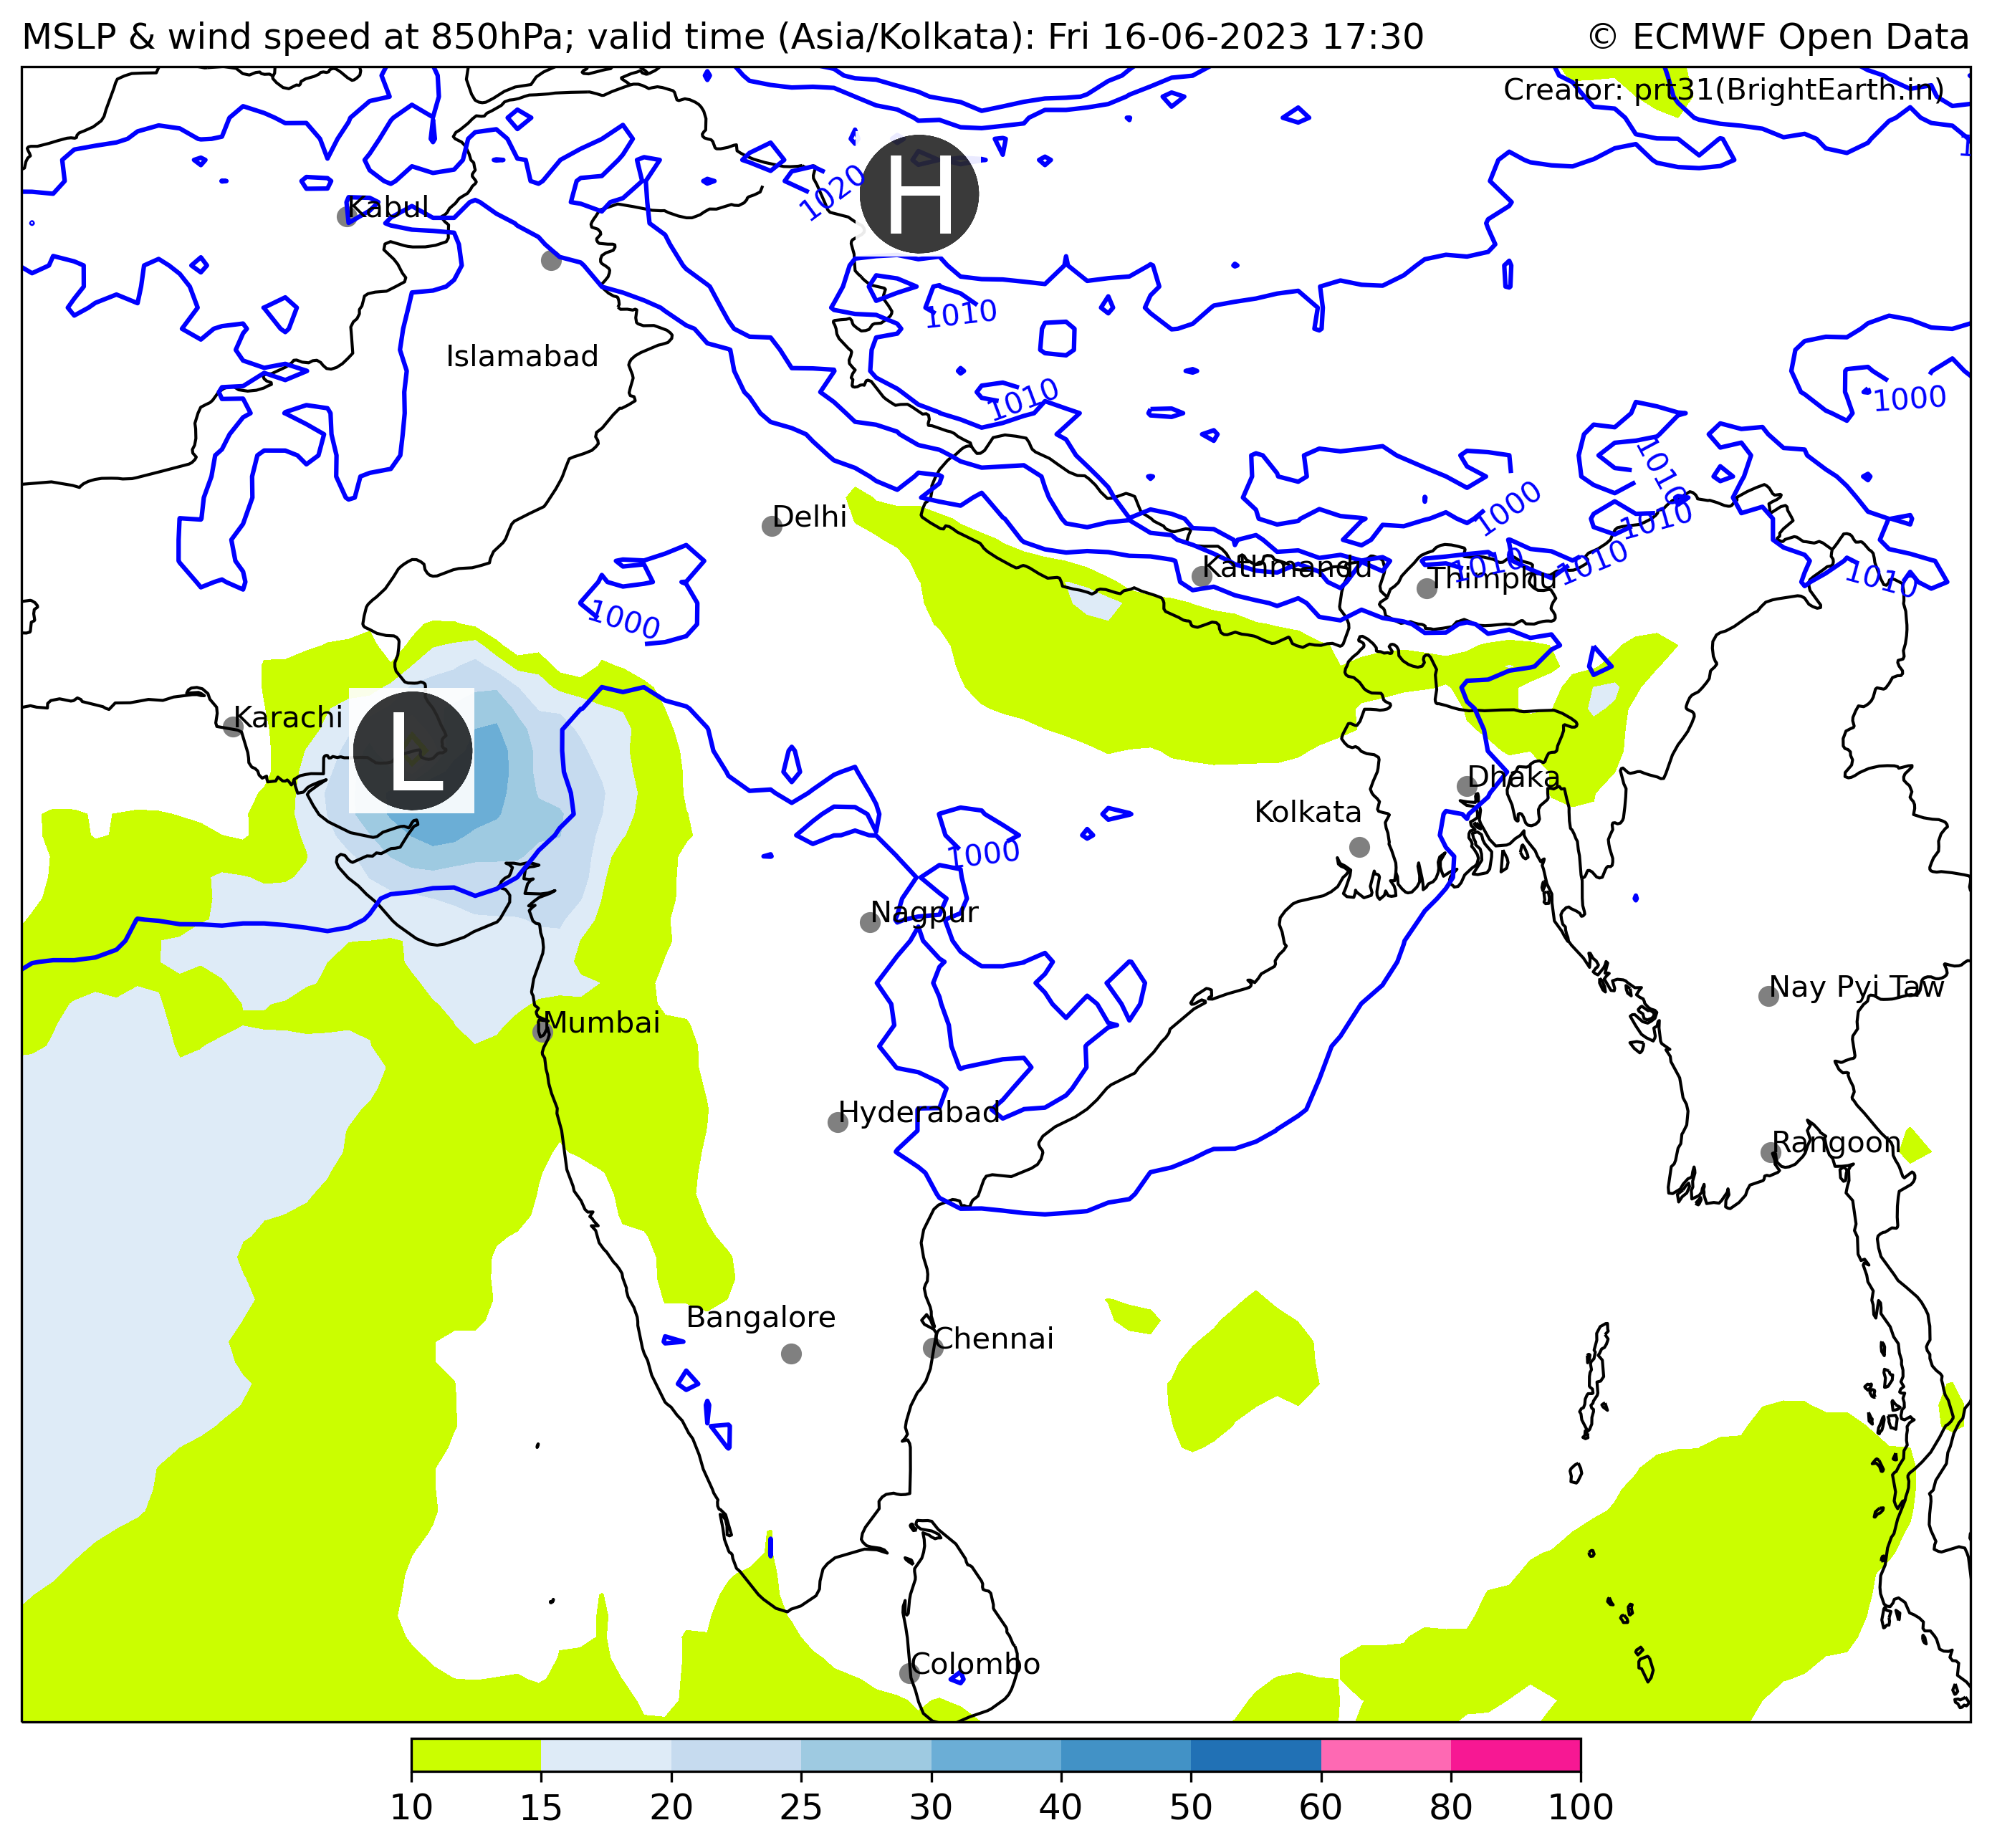 MSLP & wind speed at 850hPa; valid time (Asia/Kolkata): Fri 16-06-2023 17:30
© ECMWF Open Data
Creator: prt31(BrightEarth.in)
1020
H
Kabul
1010
Islamabad
1010
1000
1010
1000
Delhi
1010
Kathmandu
1010
1010
Thimphu
1010
1000
Karachi
L
Dhaka
Kolkata
1000
Nagpur
Nay Pyi Taw
Mumbai
Hyderabad
Rangoon
Bangalore
Chennai
Colombo
10 15 20 25 30 40 50 60 80 100